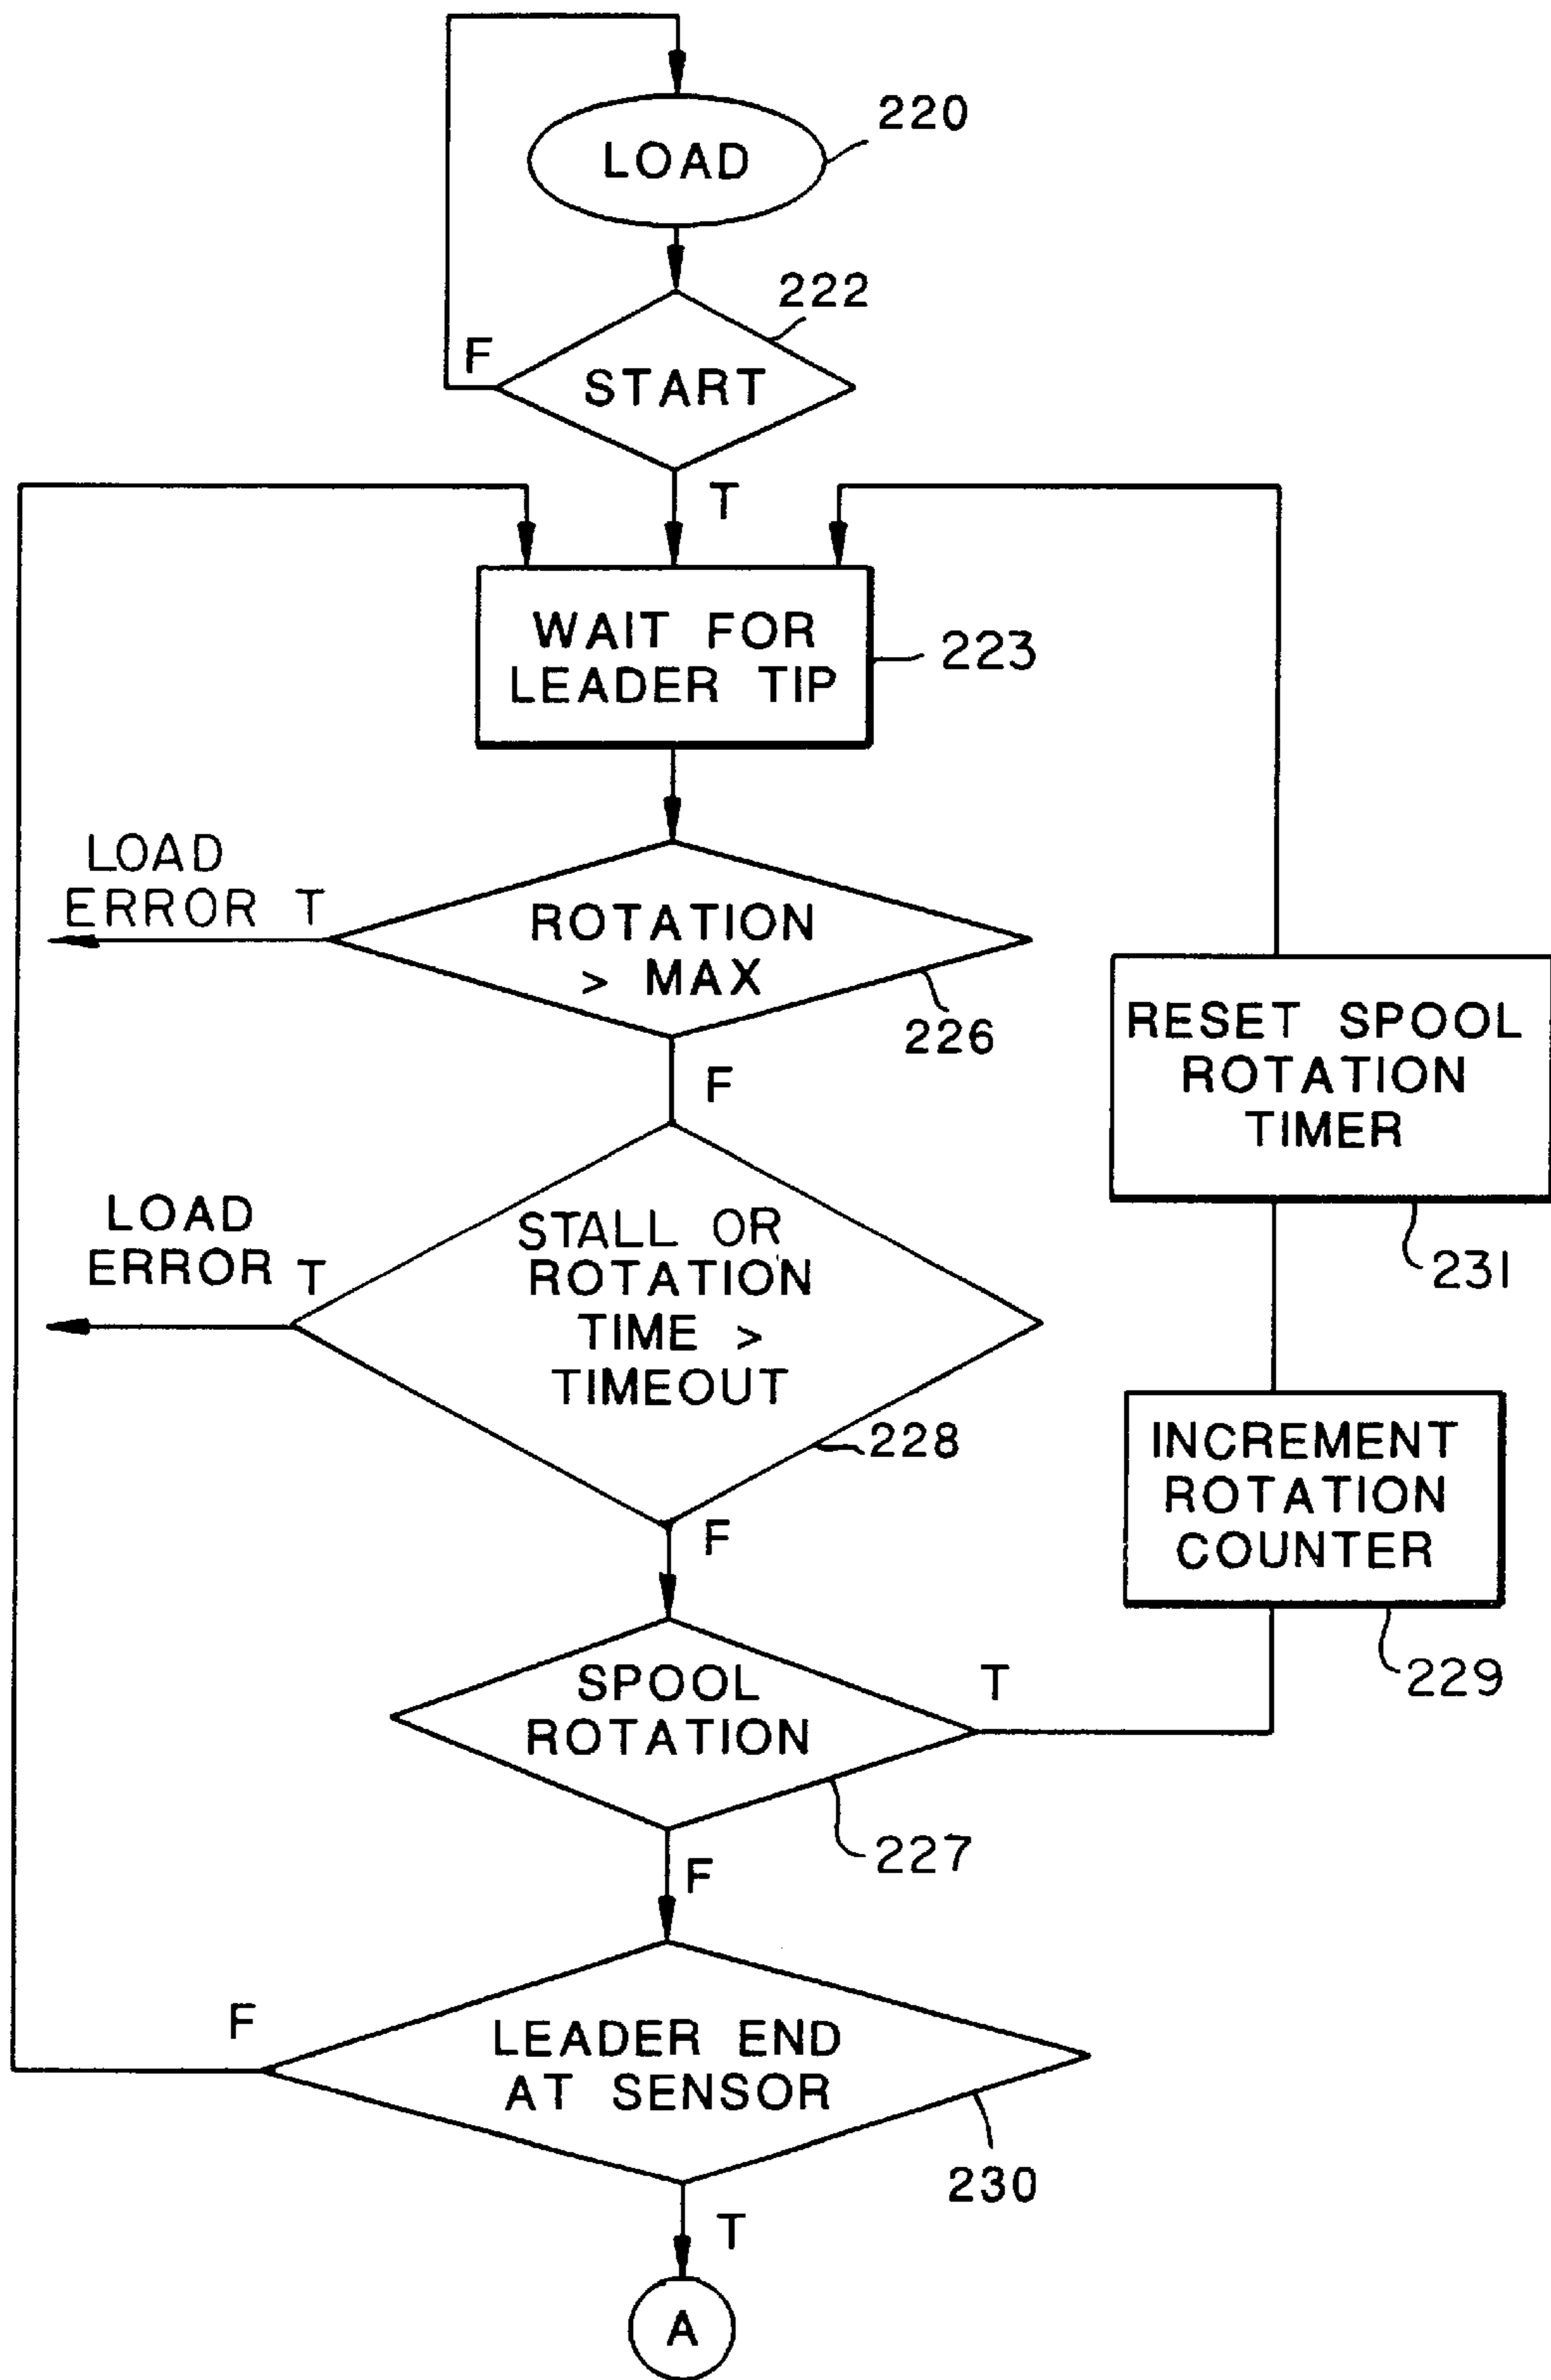 LOAD
220
222
F
START
T
WAIT FOR
LEADER TIP
223
LOAD
ERROR T
ROTATION
> MAX
226
F
RESET SPOOL
ROTATION
TIMER
231
LOAD
ERROR T
STALL OR
ROTATION
TIME >
TIMEOUT
228
F
INCREMENT
ROTATION
COUNTER
229
SPOOL
ROTATION
T
227
F
F
LEADER END
AT SENSOR
230
T
A